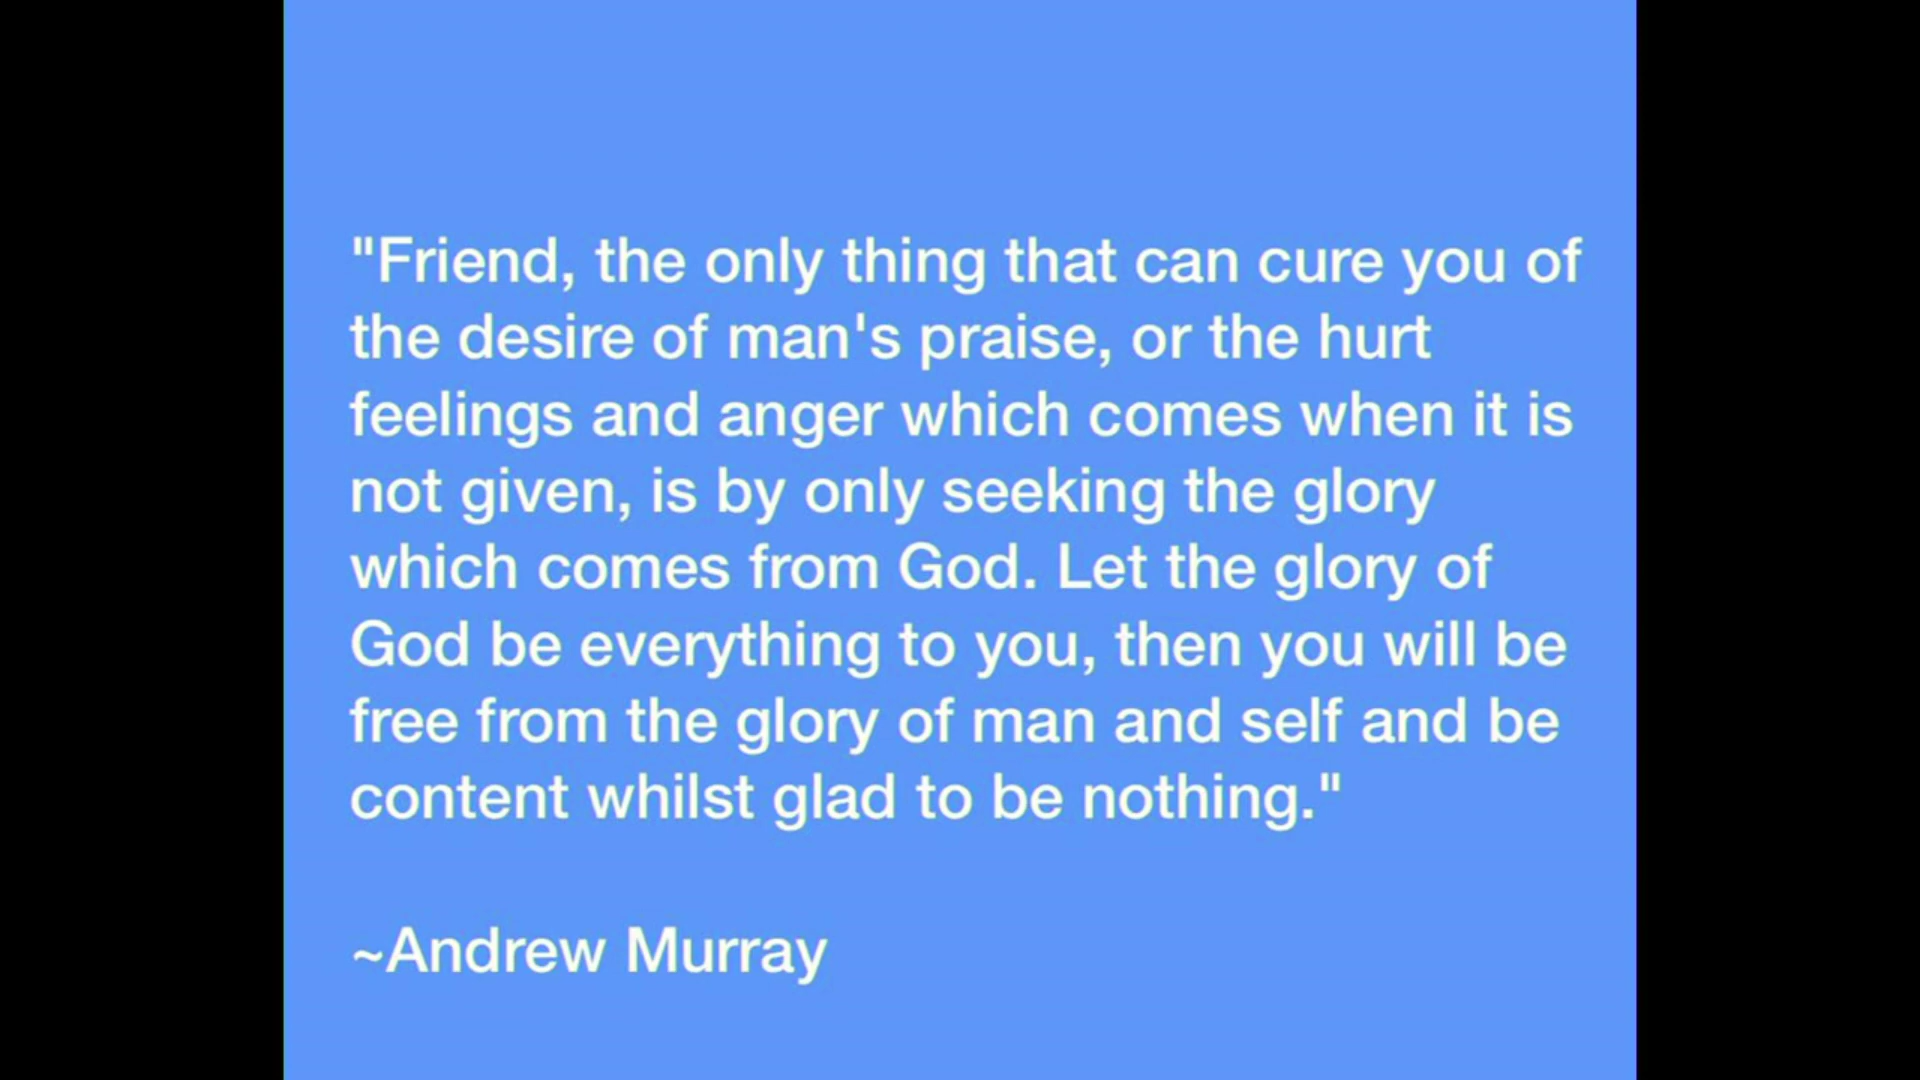 "Friend, the only thing that can cure you of
the desire of man's praise, or the hurt
feelings and anger which comes when it is
not given, is by only seeking the glory
which comes from God. Let the glory of
God be everything to you, then you will be
free from the glory of man and self and be
content whilst glad to be nothing."
~Andrew Murray